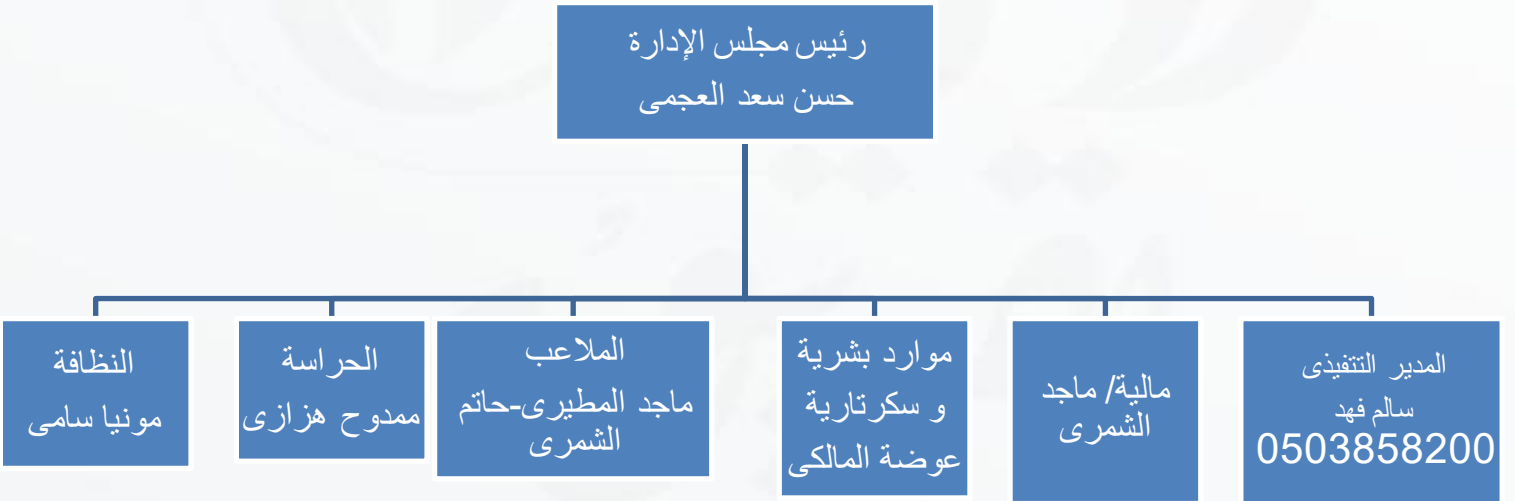 رئيس مجلس الإدارة
حسن سعد العجمى
المدير التتفيذى
سالم فهد
0503858200
مالية/ ماجد
الشمرى
موارد بشرية
و سكرتارية
عوضة المالكى
الملاعب
ماجد المطيرى-حاتم
الشمرى
الحراسة
ممدوح هزازى
النظافة
مونيا سامى